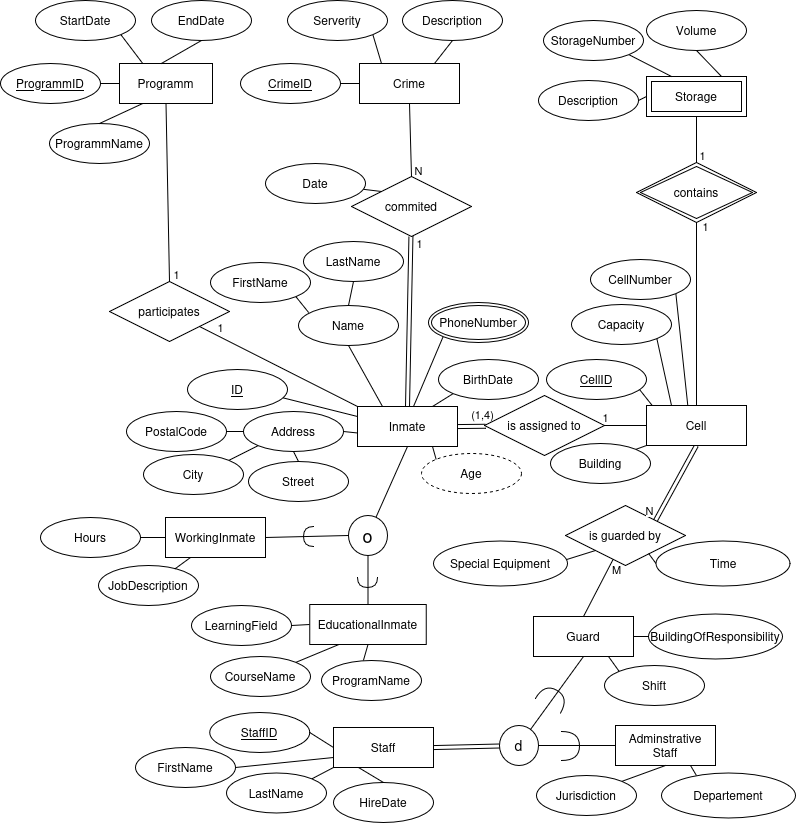 StartDate
EndDate
Serverity
Description
Volume
StorageNumber
ProgrammID
Programm
CrimeID
Crime
Storage
Description
ProgrammName
1
N
Date
contains
commited
1
1
LastName
1
FirstName
CellNumber
participates
PhoneNumber
Name
Capacity
1
BirthDate
CellID
ID
(1,4)
1
PostalCode
Address
Inmate
is assigned to
Cell
City
Street
Age
Building
N
Hours
WorkingInmate
o
is guarded by
Special Equipment
Time
M
JobDescription
LearningField
EducationalInmate
Guard
BuildingOfResponsibility
CourseName
ProgramName
Shift
StaffID
Staff
d
Adminstrative
Staff
FirstName
LastName
HireDate
Jurisdiction
Departement